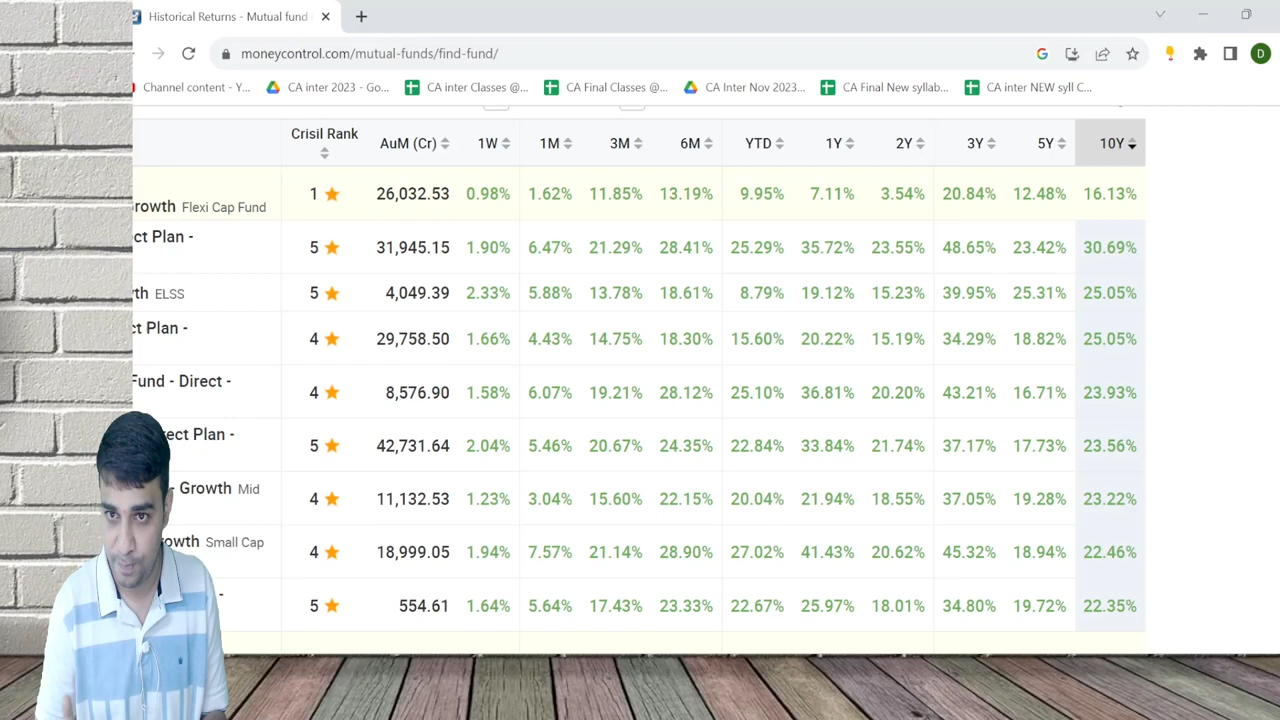 Historical Returns - Mutual fund
moneycontrol.com/mutual-funds/find-fund/
D
Channel content - Y... CA inter 2023 - Go... CA inter Classes @... CA Final Classes @... CA Inter Nov 2023... CA Final New syllab... CA inter NEW syll C...
Crisil Rank AuM (Cr) 1W 1M 3M 6M YTD 1Y 2Y 3Y 5Y 10Y
1 26,032.53 0.98% 1.62% 11.85% 13.19% 9.95% 7.11% 3.54% 20.84% 12.48% 16.13%
rowth Flexi Cap Fund
ct Plan -
5 31,945.15 1.90% 6.47% 21.29% 28.41% 25.29% 35.72% 23.55% 48.65% 23.42% 30.69%
th ELSS 5 4,049.39 2.33% 5.88% 13.78% 18.61% 8.79% 19.12% 15.23% 39.95% 25.31% 25.05%
ct Plan -
4 29,758.50 1.66% 4.43% 14.75% 18.30% 15.60% 20.22% 15.19% 34.29% 18.82% 25.05%
Fund - Direct -
4 8,576.90 1.58% 6.07% 19.21% 28.12% 25.10% 36.81% 20.20% 43.21% 16.71% 23.93%
rect Plan -
5 42,731.64 2.04% 5.46% 20.67% 24.35% 22.84% 33.84% 21.74% 37.17% 17.73% 23.56%
- Growth Mid
4 11,132.53 1.23% 3.04% 15.60% 22.15% 20.04% 21.94% 18.55% 37.05% 19.28% 23.22%
owth Small Cap
4 18,999.05 1.94% 7.57% 21.14% 28.90% 27.02% 41.43% 20.62% 45.32% 18.94% 22.46%
-
5 554.61 1.64% 5.64% 17.43% 23.33% 22.67% 25.97% 18.01% 34.80% 19.72% 22.35%